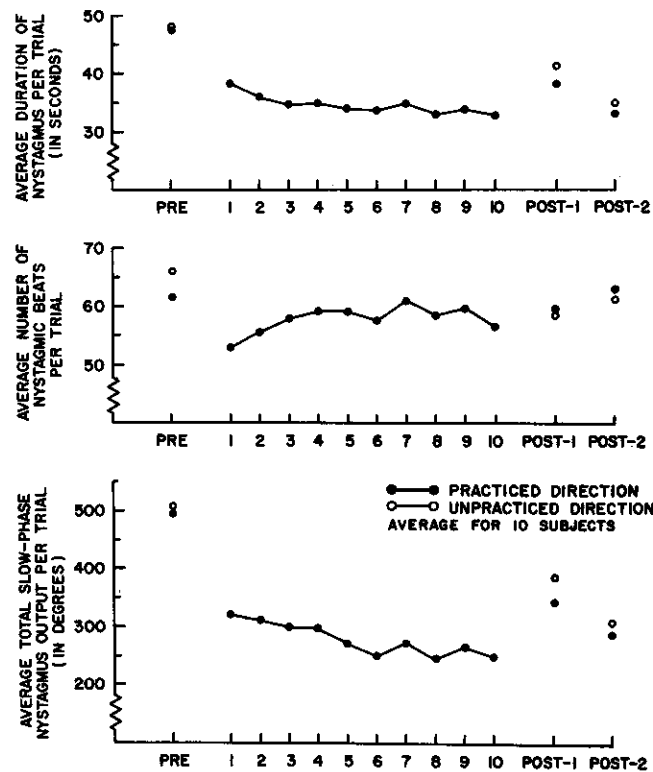 AVERAGE DURATION OF
NYSTAGMUS PER TRIAL
(IN SECONDS)
50
40
30
PRE 1 2 3 4 5 6 7 8 9 10 POST-1 POST-2
AVERAGE NUMBER OF
NYSTAGMIC BEATS
PER TRIAL
70
60
50
PRE 1 2 3 4 5 6 7 8 9 10 POST-1 POST-2
AVERAGE TOTAL SLOW-PHASE
NYSTAGMUS OUTPUT PER TRIAL
(IN DEGREES)
500
400
300
200
PRACTICED DIRECTION
UNPRACTICED DIRECTION
AVERAGE FOR 10 SUBJECTS
PRE 1 2 3 4 5 6 7 8 9 10 POST-1 POST-2